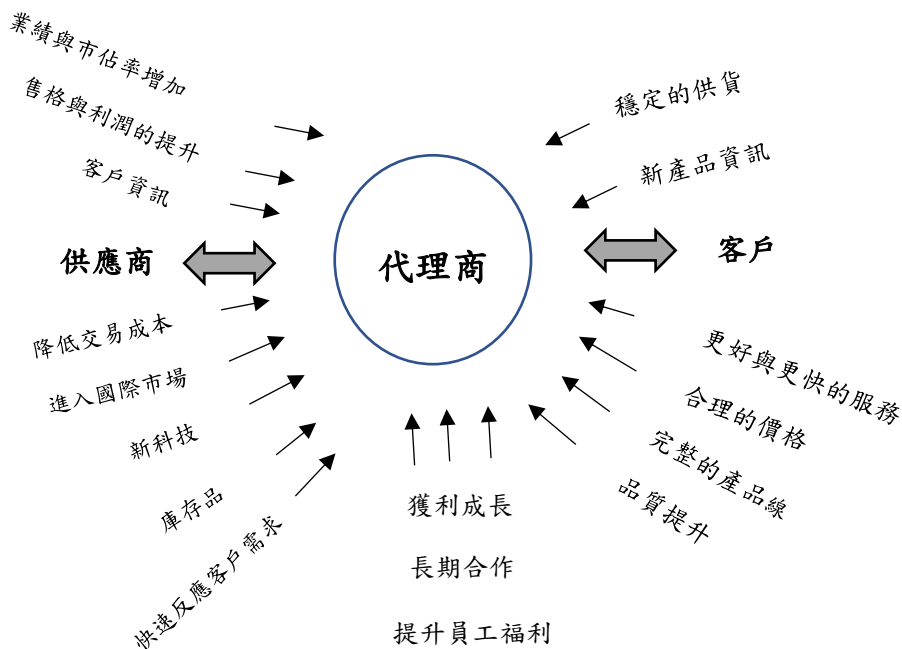 業績與市佔率增加
售格與利潤的提升
客戶資訊
供應商
降低交易成本
進入國際市場
新科技
庫存品
快速反應客戶需求
代理商
獲利成長
長期合作
提升員工福利
穩定的供貨
新產品資訊
客戶
更好與更快的服務
合理的價格
完整的產品線
品質提升